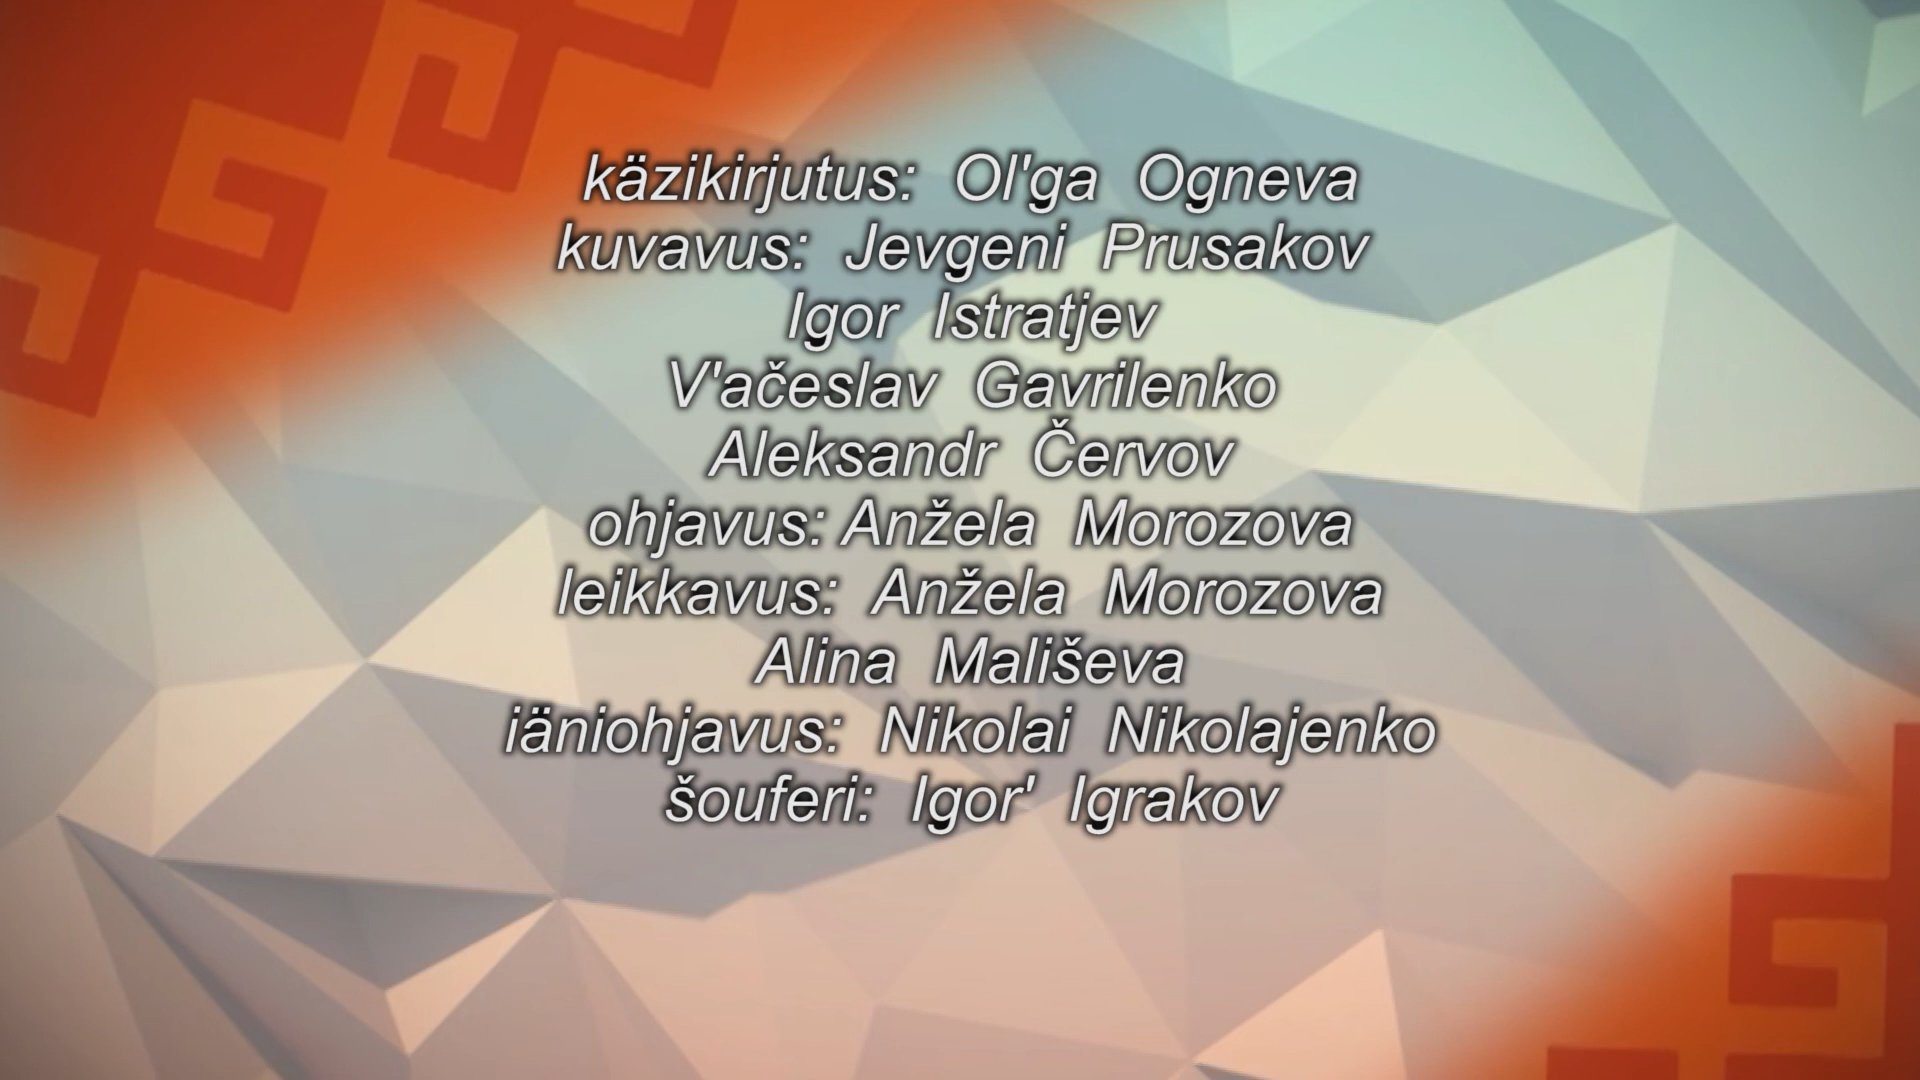 käzikirjutus: Ol'ga Ogneva
kuvavus: Jevgeni Prusakov
Igor Istratjev
V'ačeslav Gavrilenko
Aleksandr Červov
ohjavus: Anžela Morozova
leikkavus: Anžela Morozova
Alina Mališeva
iäniohjavus: Nikolai Nikolajenko
šouferi: Igor' Igrakov